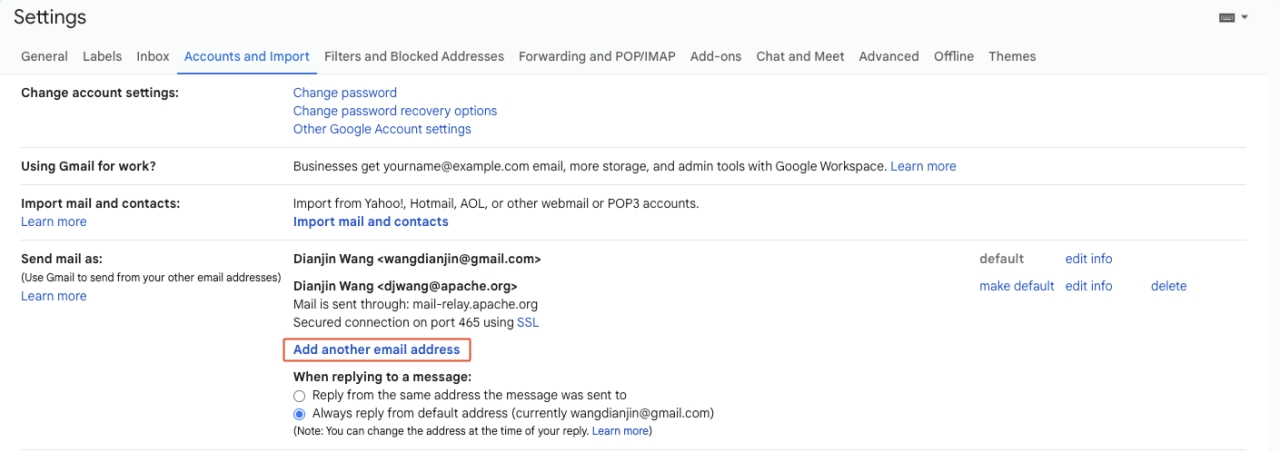 Settings
General Labels Inbox Accounts and Import Filters and Blocked Addresses Forwarding and POP/IMAP Add-ons Chat and Meet Advanced Offline Themes
Change account settings: Change password
Change password recovery options
Other Google Account settings
Using Gmail for work? Businesses get yourname@example.com email, more storage, and admin tools with Google Workspace. Learn more
Import mail and contacts: Import from Yahoo!, Hotmail, AOL, or other webmail or POP3 accounts.
Learn more Import mail and contacts
Send mail as: Dianjin Wang <wangdianjin@gmail.com> default edit info
(Use Gmail to send from your other email addresses)
Learn more Dianjin Wang <djwang@apache.org> make default edit info delete
Mail is sent through: mail-relay.apache.org
Secured connection on port 465 using SSL
Add another email address
When replying to a message:
Reply from the same address the message was sent to
Always reply from default address (currently wangdianjin@gmail.com)
(Note: You can change the address at the time of your reply. Learn more)